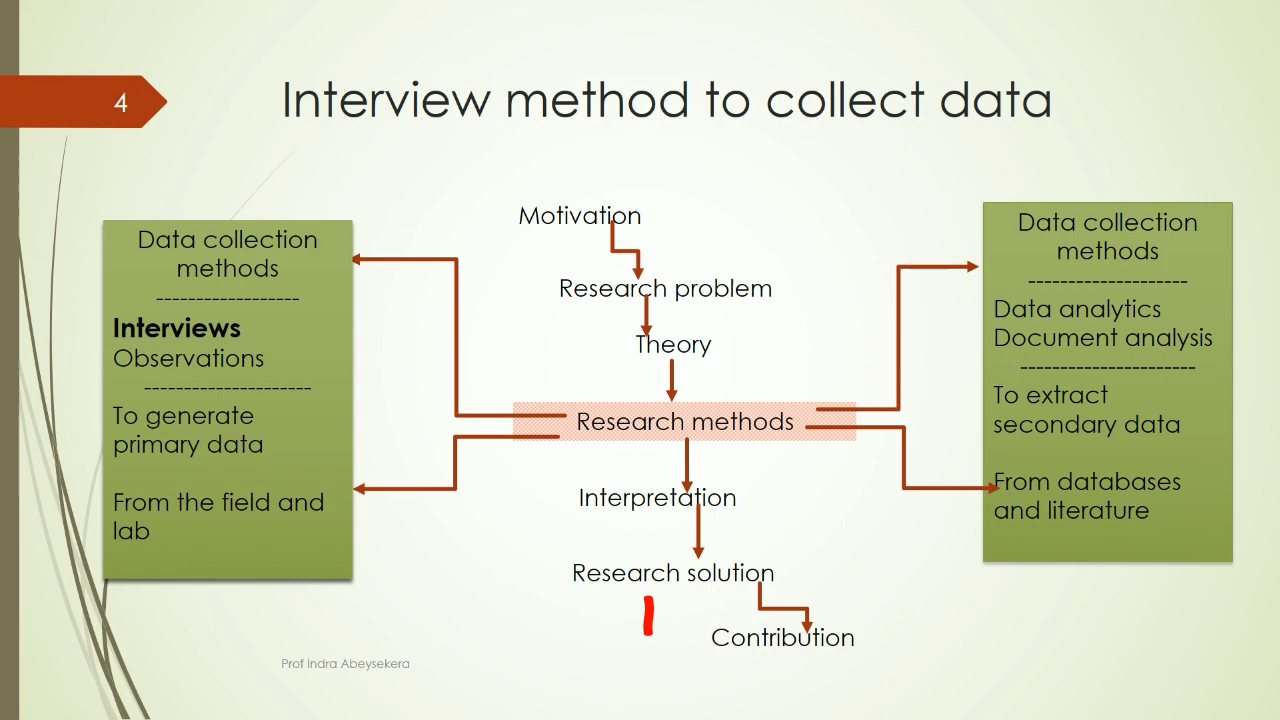 4
Interview method to collect data
Data collection
methods
------------------
Interviews
Observations
---------------------
To generate
primary data
From the field and
lab
Motivation
Research problem
Theory
Research methods
Interpretation
Research solution
Contribution
Data collection
methods
--------------------
Data analytics
Document analysis
----------------------
To extract
secondary data
From databases
and literature
Prof Indra Abeysekera